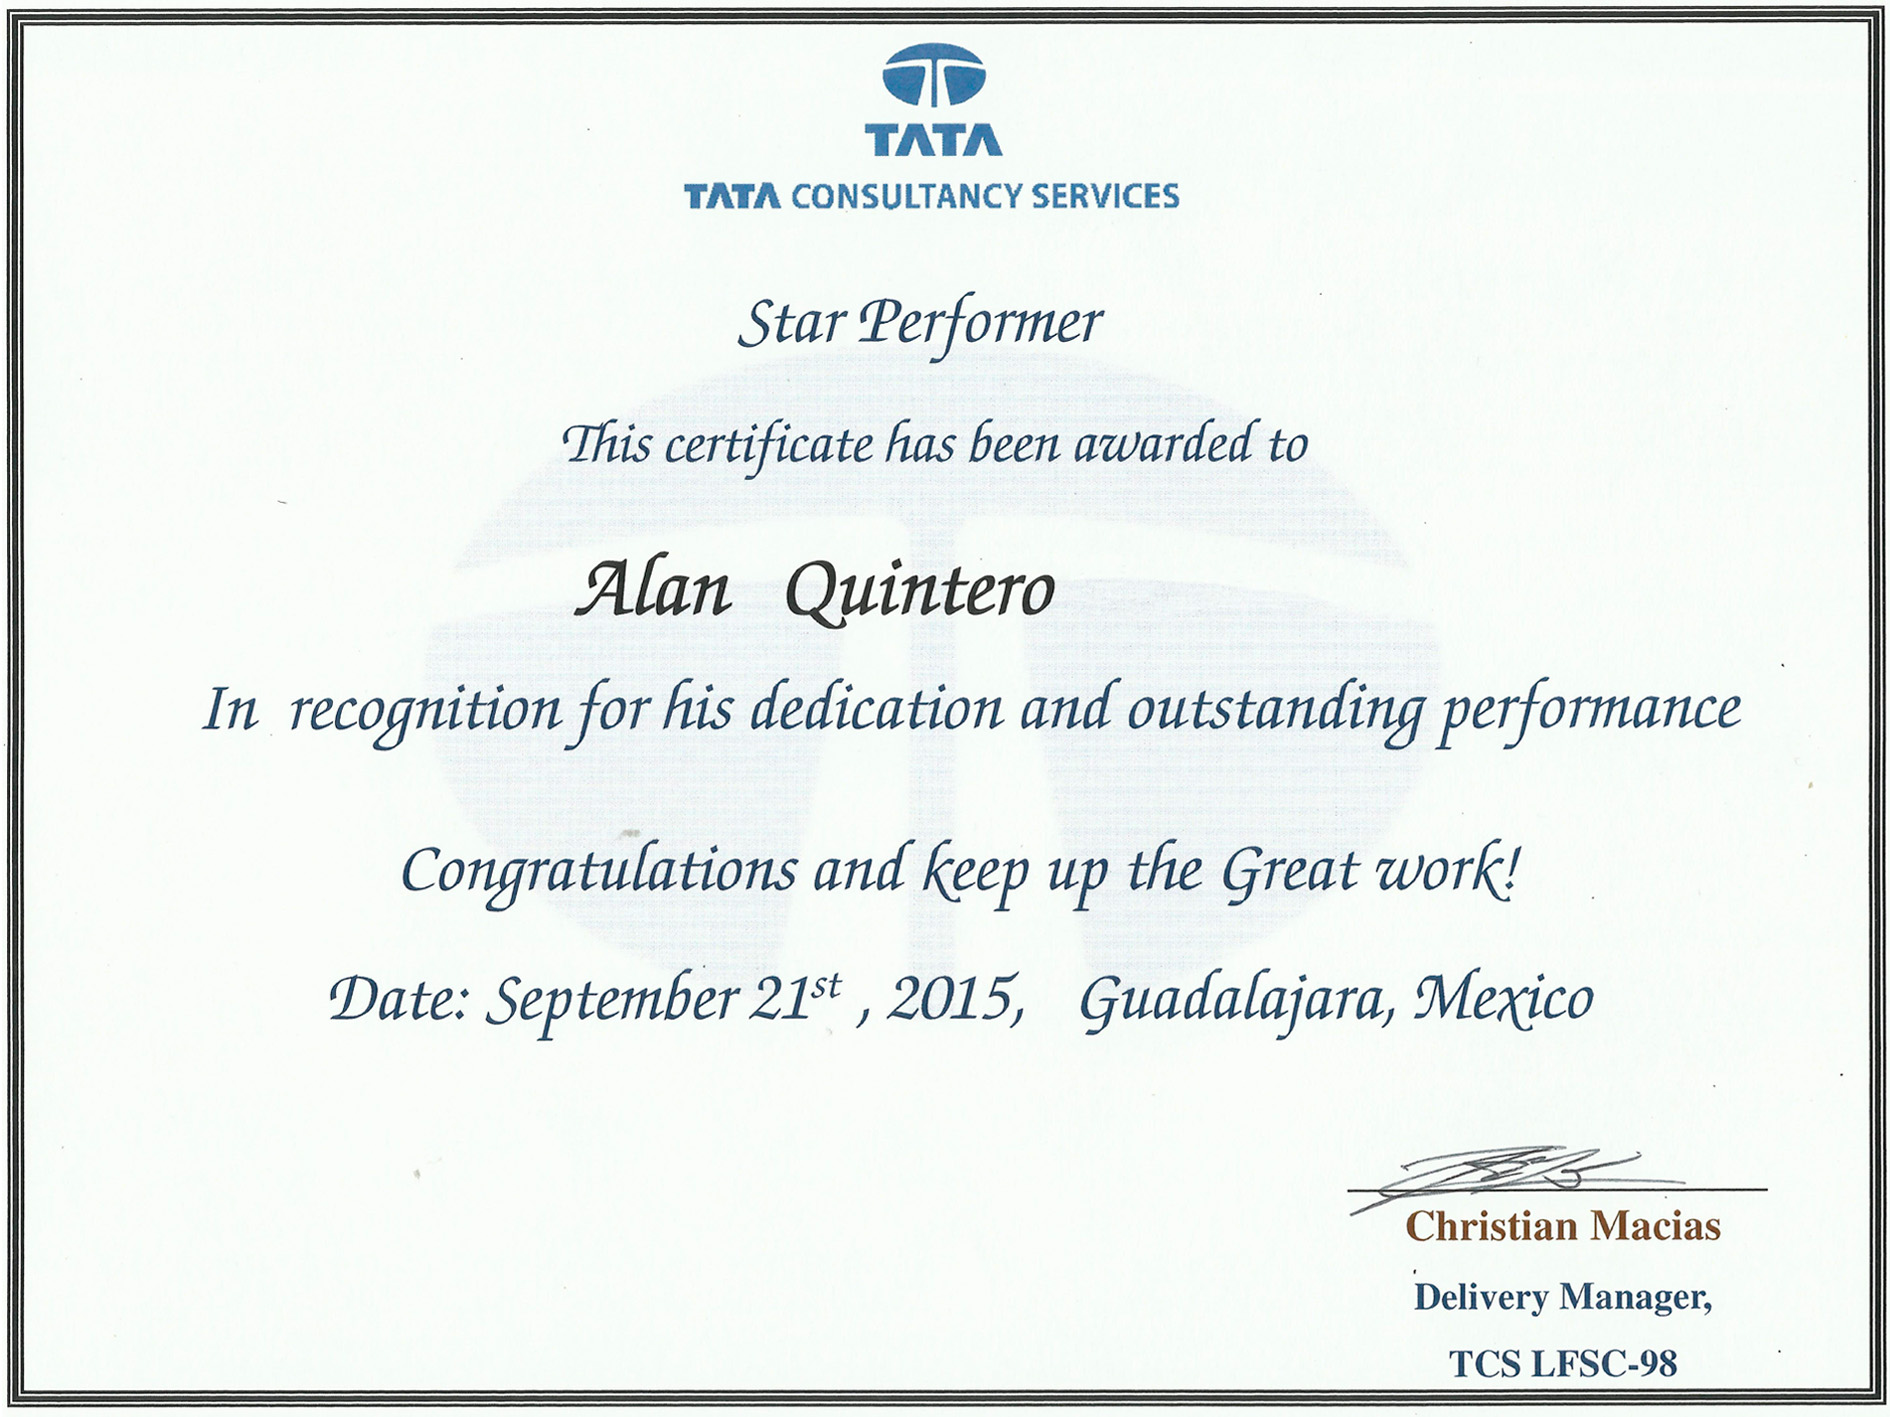 TATA
TATA CONSULTANCY SERVICES
Star Performer
This certificate has been awarded to
Alan Quintero
In recognition for his dedication and outstanding performance
Congratulations and keep up the Great work!
Date: September 21st , 2015, Guadalajara, Mexico
Christian Macias
Delivery Manager,
TCS LFSC-98